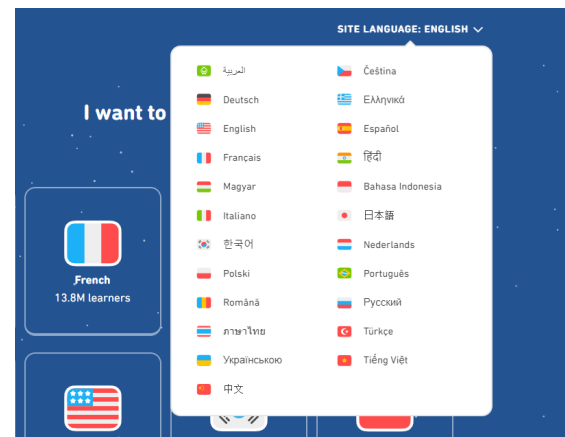 SITE LANGUAGE: ENGLISH
العربية
Čeština
Deutsch
Ελληνικά
I want to
English
Español
Français
हिंदी
Magyar
Bahasa Indonesia
Italiano
日本語
한국어
Nederlands
Polski
Português
French
13.8M learners
Română
Русский
ภาษาไทย
Türkçe
Українською
Tiếng Việt
中文